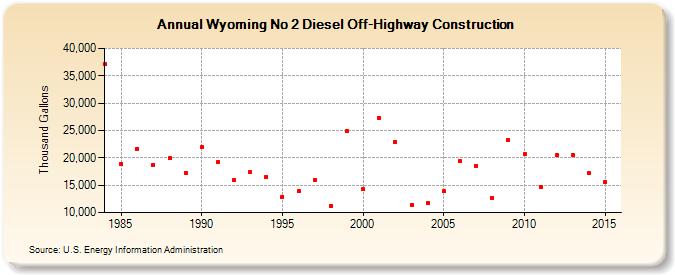 Annual Wyoming No 2 Diesel Off-Highway Construction
Thousand Gallons
40,000
35,000
30,000
25,000
20,000
15,000
10,000
1985 1990 1995 2000 2005 2010 2015
Source: U.S. Energy Information Administration